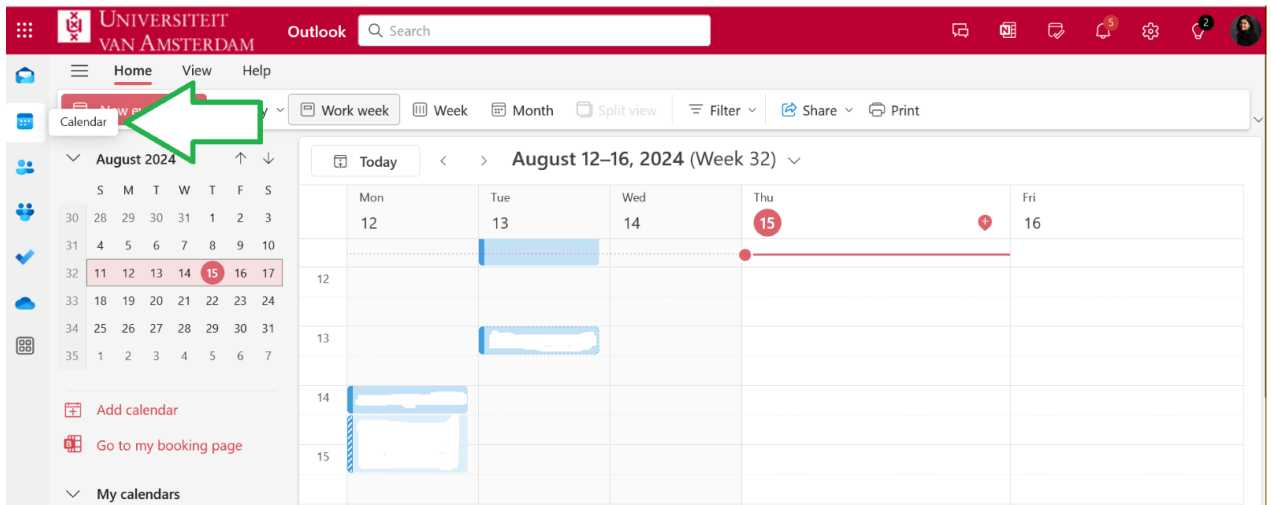 UNIVERSITEIT
VAN AMSTERDAM
Outlook
Search
5
2
Home View Help
Calendar
Work week Week Month Split view Filter Share Print
August 2024
Today August 12–16, 2024 (Week 32)
S M T W T F S
30 28 29 30 31 1 2 3
31 4 5 6 7 8 9 10
32 11 12 13 14 15 16 17
33 18 19 20 21 22 23 24
34 25 26 27 28 29 30 31
35 1 2 3 4 5 6 7
Mon Tue Wed Thu Fri
12 13 14 15 16
12
13
14
15
Add calendar
Go to my booking page
My calendars